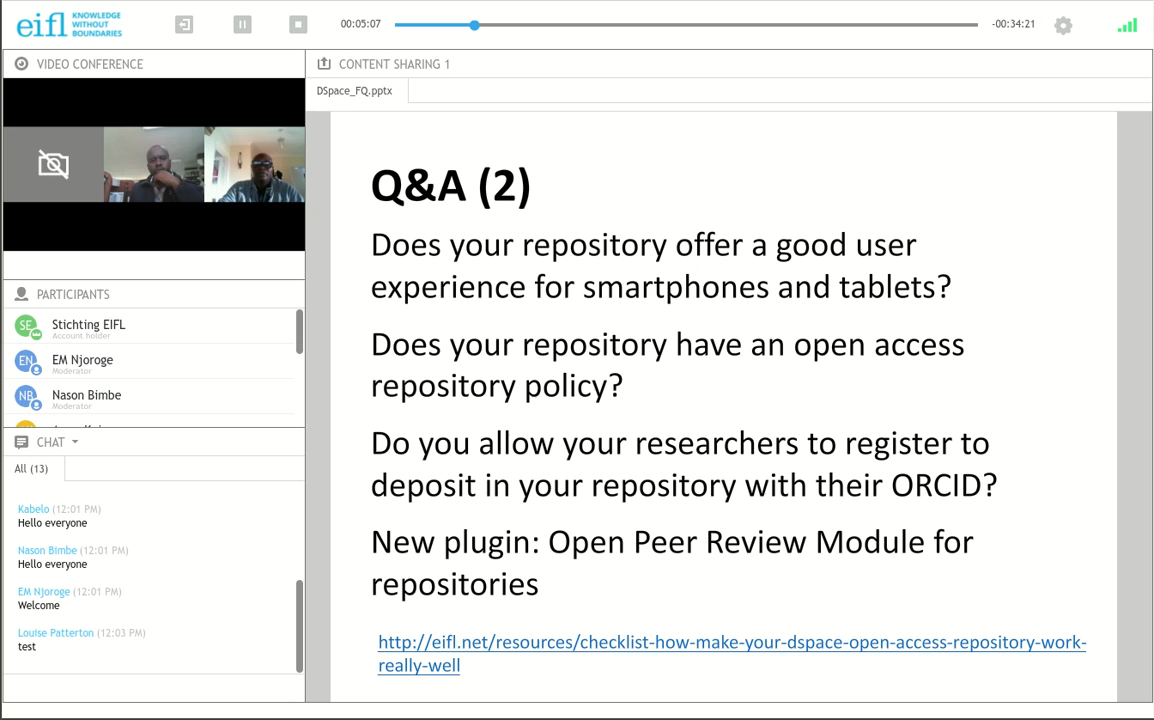 eifl KNOWLEDGE
WITHOUT
BOUNDARIES
00:05:07
-00:34:21
VIDEO CONFERENCE
CONTENT SHARING 1
DSpace_FQ.pptx
PARTICIPANTS
SE Stichting EIFL
Account holder
EN EM Njoroge
Moderator
NB Nason Bimbe
Moderator
CHAT
All (13)
Kabelo (12:01 PM)
Hello everyone
Nason Bimbe (12:01 PM)
Hello everyone
EM Njoroge (12:01 PM)
Welcome
Louise Patterton (12:03 PM)
test
Q&A (2)
Does your repository offer a good user
experience for smartphones and tablets?
Does your repository have an open access
repository policy?
Do you allow your researchers to register to
deposit in your repository with their ORCID?
New plugin: Open Peer Review Module for
repositories
http://eifl.net/resources/checklist-how-make-your-dspace-open-access-repository-work-
really-well